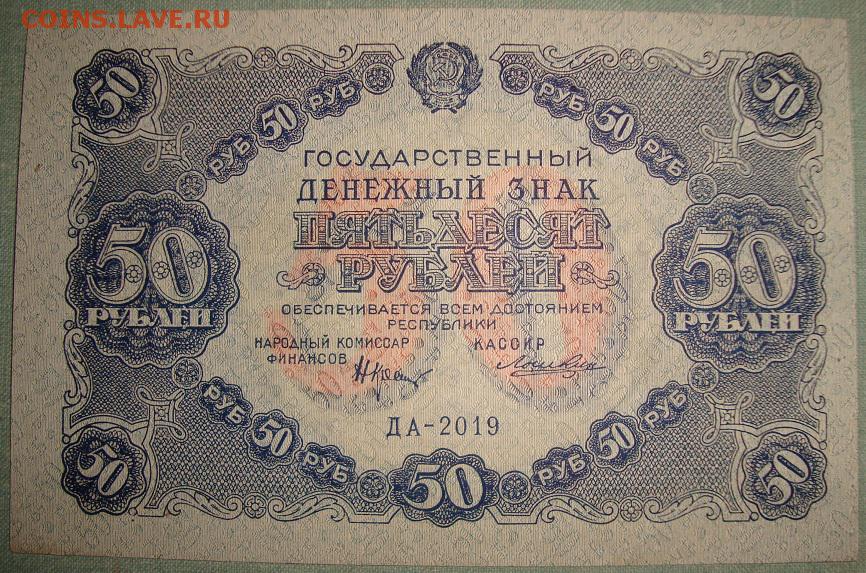 COINS.LAVE.RU
50 РУБ 50 РУБ РУБ 50 РУБ 50
ГОСУДАРСТВЕННЫЙ
ДЕНЕЖНЫЙ ЗНАК
ПЯТЬДЕСЯТ
РУБЛЕЙ
50 РУБЛЕЙ
50 РУБЛЕЙ
ОБЕСПЕЧИВАЕТСЯ ВСЕМ ДОСТОЯНИЕМ
РЕСПУБЛИКИ
НАРОДНЫЙ КОМИССАР
ФИНАНСОВ
КАССИР
ДА-2019
50 РУБ 50 РУБ 50 РУБ 50 РУБ 50